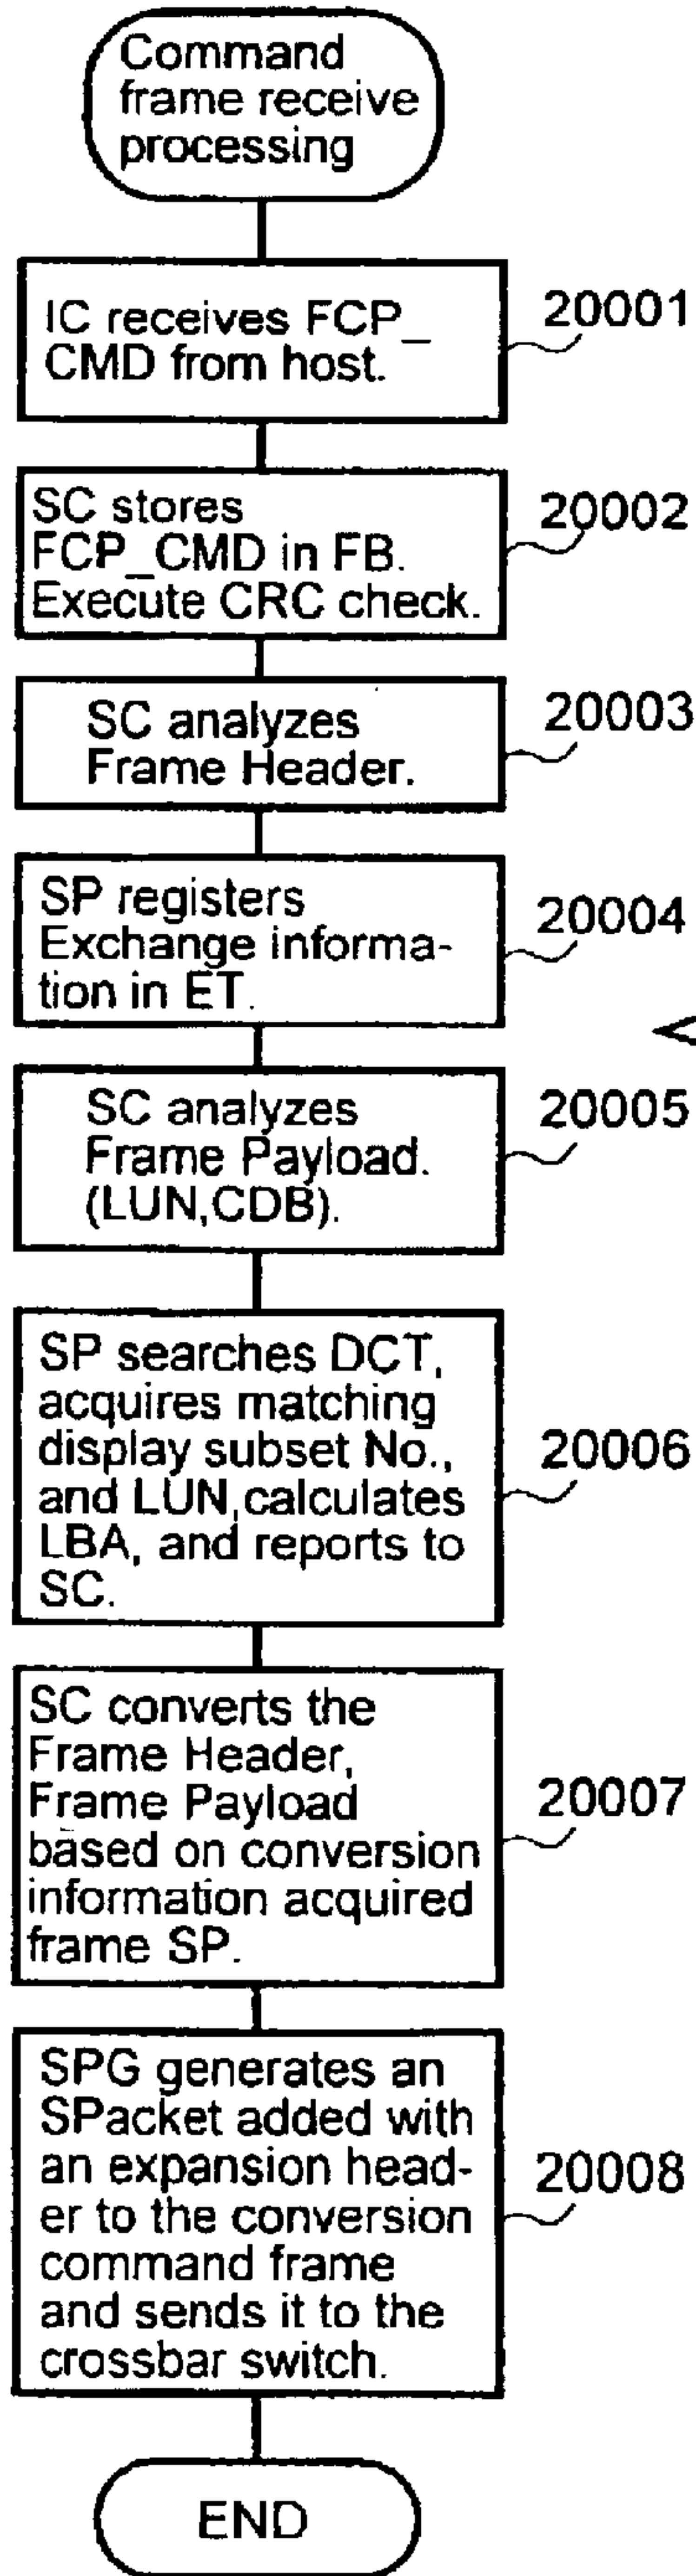 Command
frame receive
processing
IC receives FCP_
CMD from host.
20001
SC stores
FCP_CMD in FB.
Execute CRC check.
20002
SC analyzes
Frame Header.
20003
SP registers
Exchange informa-
tion in ET.
20004
SC analyzes
Frame Payload.
(LUN,CDB).
20005
SP searches DCT,
acquires matching
display subset No.,
and LUN,calculates
LBA, and reports to
SC.
20006
SC converts the
Frame Header,
Frame Payload
based on conversion
information acquired
frame SP.
20007
SPG generates an
SPacket added with
an expansion head-
er to the conversion
command frame
and sends it to the
crossbar switch.
20008
END